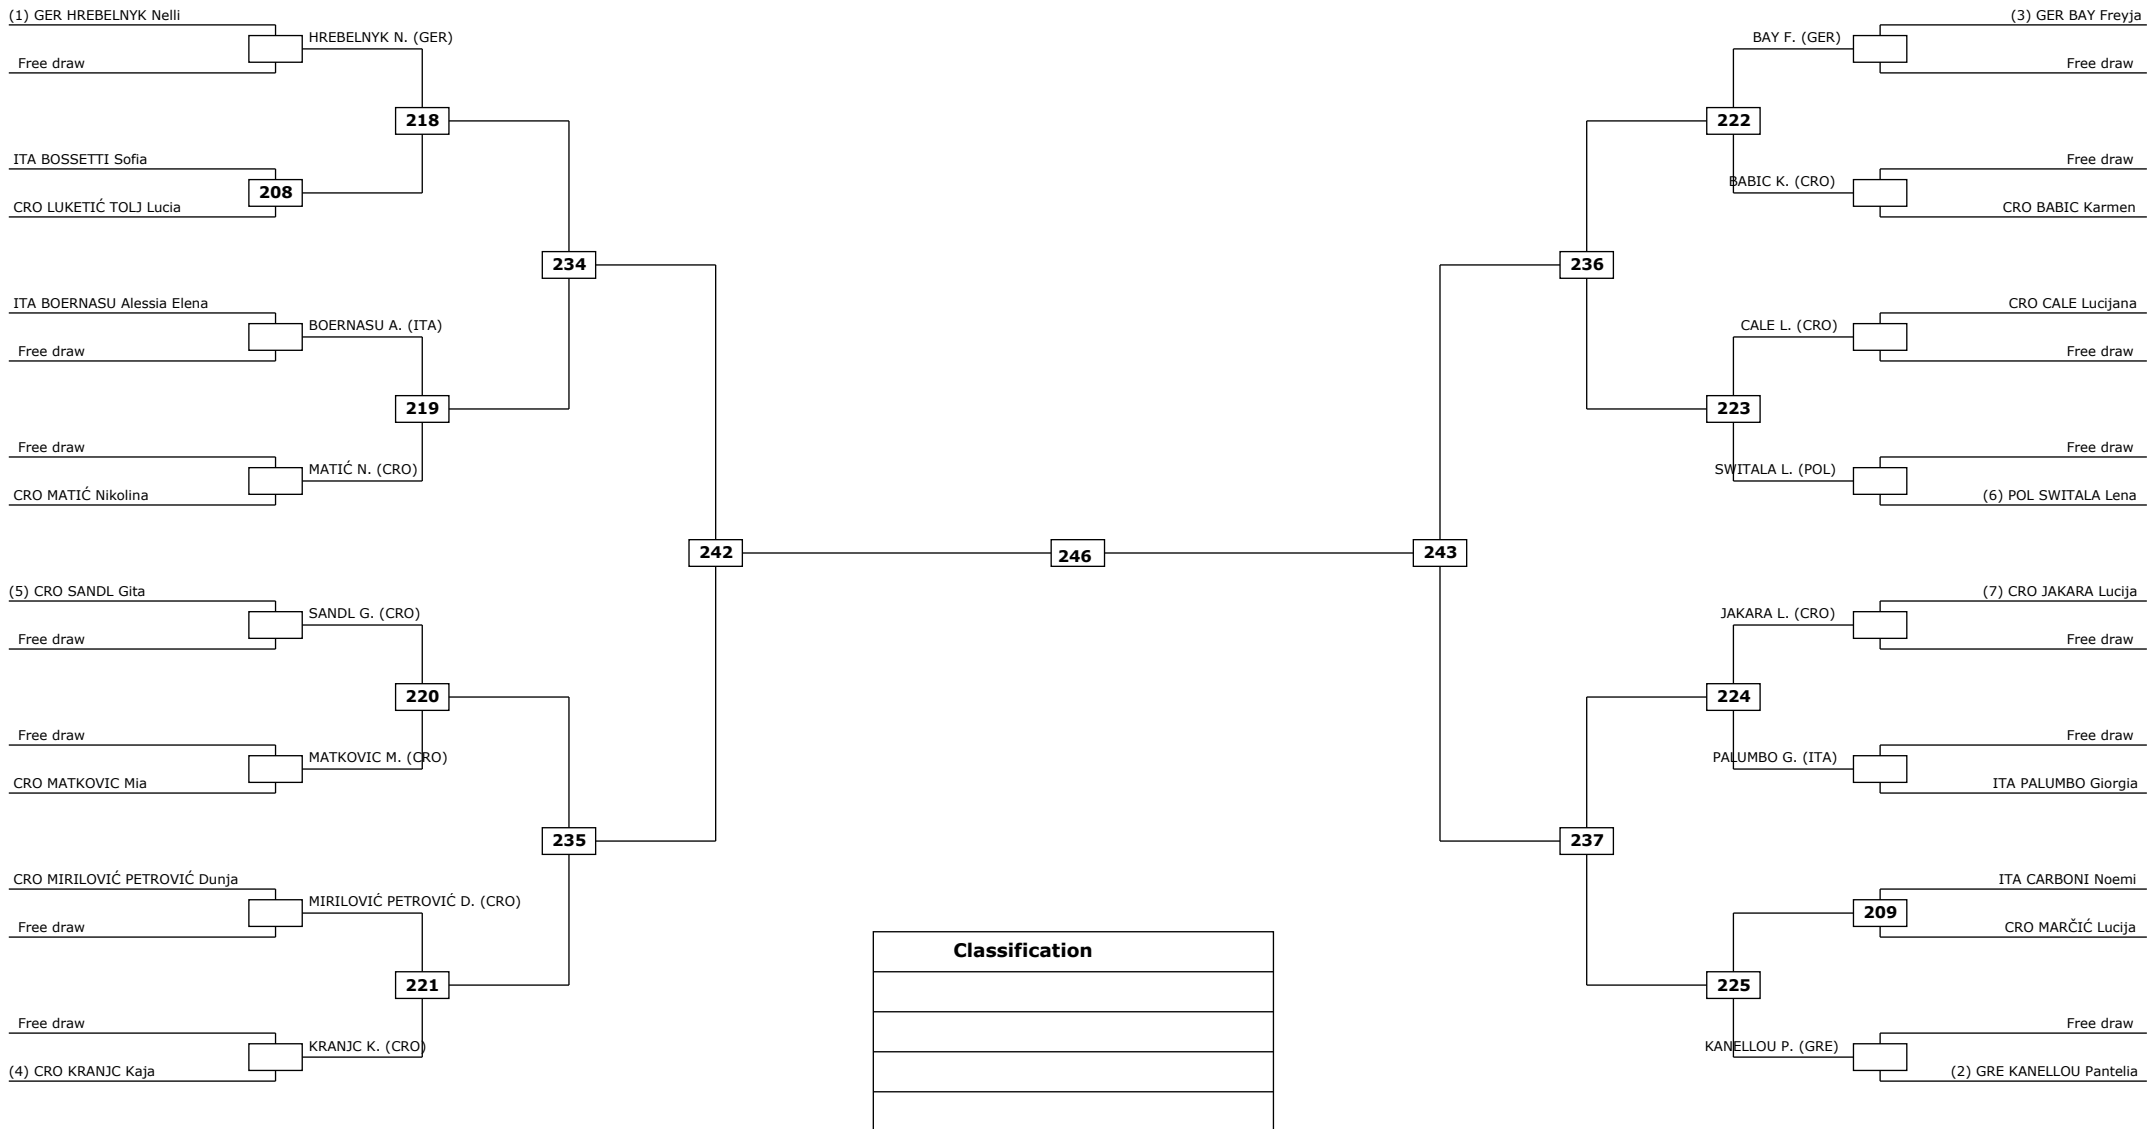 (1) GER HREBELNYK Nelli
HREBELNYK N. (GER)
Free draw
218
ITA BOSSETTI Sofia
208
CRO LUKETIĆ TOLJ Lucia
234
ITA BOERNASU Alessia Elena
BOERNASU A. (ITA)
Free draw
219
Free draw
MATIĆ N. (CRO)
CRO MATIĆ Nikolina
242
(5) CRO SANDL Gita
SANDL G. (CRO)
Free draw
220
Free draw
MATKOVIC M. (CRO)
CRO MATKOVIC Mia
235
CRO MIRILOVIĆ PETROVIĆ Dunja
MIRILOVIĆ PETROVIĆ D. (CRO)
Free draw
221
Free draw
KRANJC K. (CRO)
(4) CRO KRANJC Kaja
246
Classification
(3) GER BAY Freyja
BAY F. (GER)
Free draw
222
Free draw
BABIC K. (CRO)
CRO BABIC Karmen
236
CRO CALE Lucijana
CALE L. (CRO)
Free draw
223
Free draw
SWITALA L. (POL)
(6) POL SWITALA Lena
243
(7) CRO JAKARA Lucija
JAKARA L. (CRO)
Free draw
224
Free draw
PALUMBO G. (ITA)
ITA PALUMBO Giorgia
237
ITA CARBONI Noemi
209
CRO MARČIĆ Lucija
225
Free draw
KANELLOU P. (GRE)
(2) GRE KANELLOU Pantelia